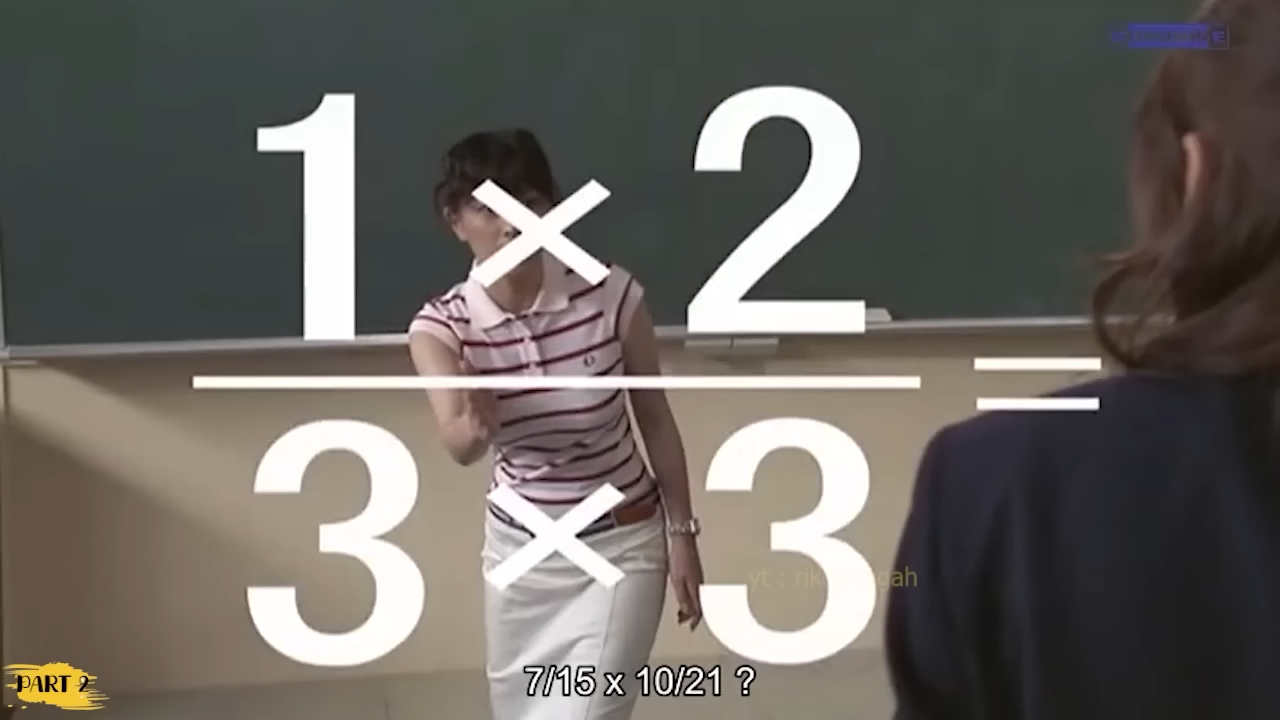 1 × 2
=
3 × 3
7/15 x 10/21 ?
PART 2